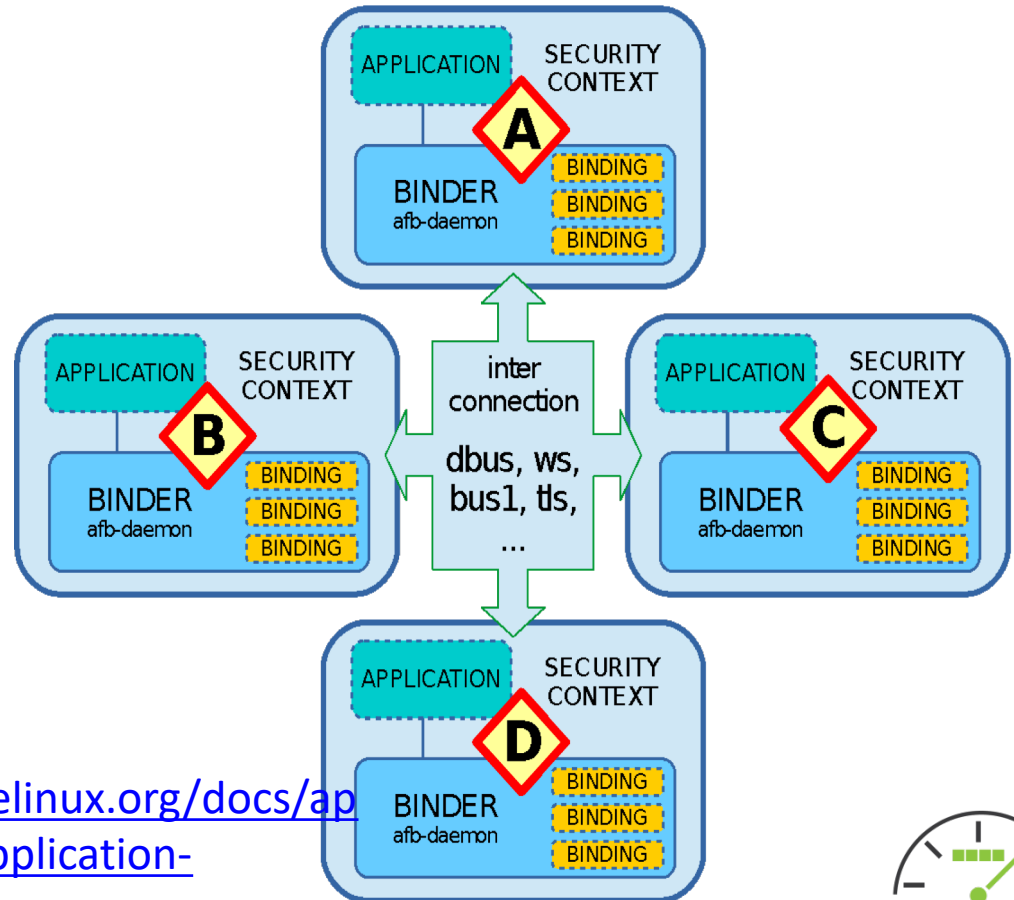 APPLICATION
SECURITY
CONTEXT
A
BINDER
afb-daemon
BINDING
BINDING
BINDING
APPLICATION
SECURITY
CONTEXT
B
BINDER
afb-daemon
BINDING
BINDING
BINDING
inter
connection
dbus, ws,
bus1, tls,
...
APPLICATION
SECURITY
CONTEXT
C
BINDER
afb-daemon
BINDING
BINDING
BINDING
APPLICATION
SECURITY
CONTEXT
D
BINDER
afb-daemon
BINDING
BINDING
BINDING
elinux.org/docs/ap
pplication-